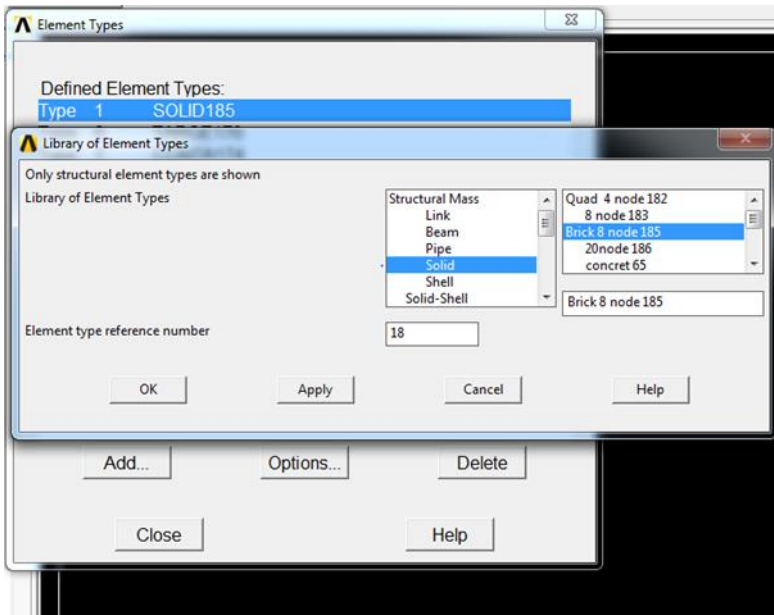 Element Types
Defined Element Types:
Type 1 SOLID185
Library of Element Types
Only structural element types are shown
Library of Element Types
Structural Mass
Link
Beam
Pipe
Solid
Shell
Solid-Shell
Quad 4 node 182
8 node 183
Brick 8 node 185
20node 186
concret 65
Brick 8 node 185
Element type reference number
18
OK
Apply
Cancel
Help
Add...
Options...
Delete
Close
Help